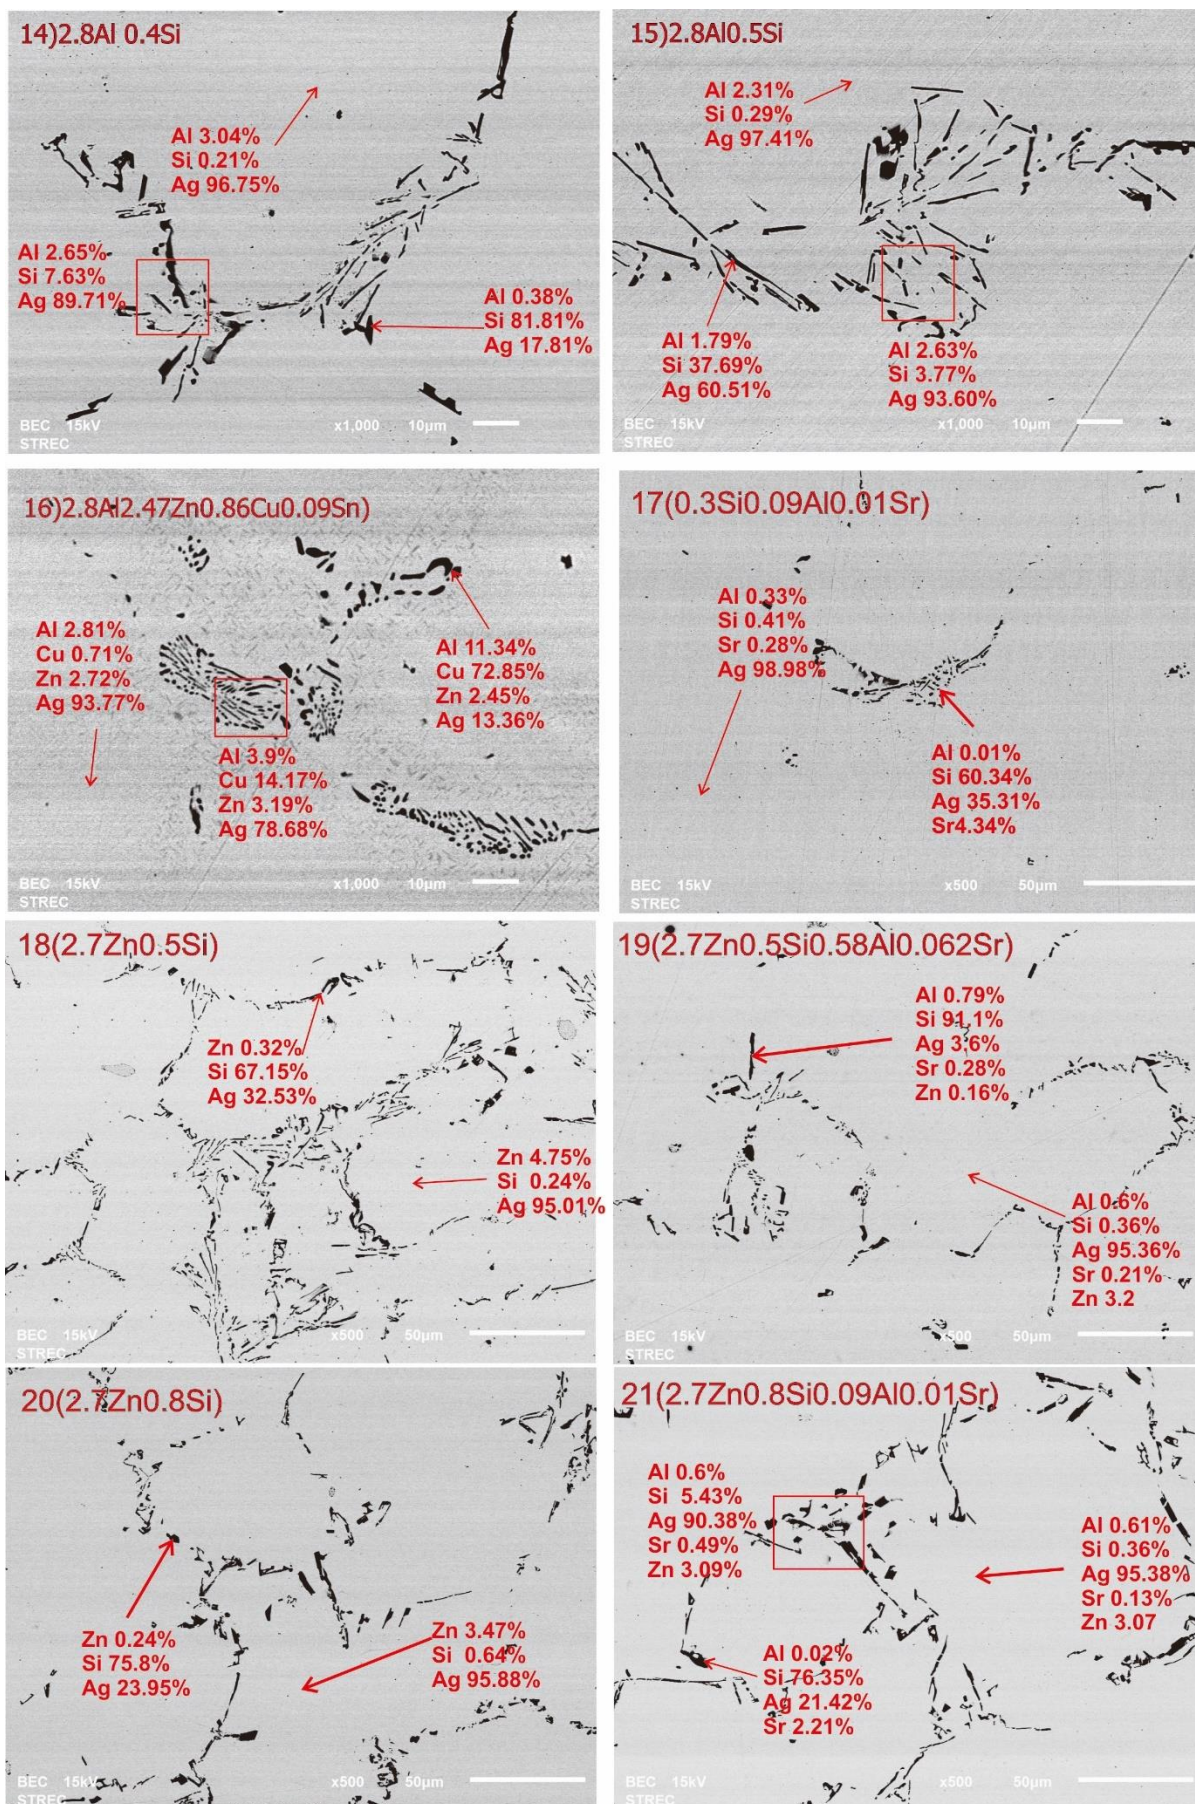 14)2.8Al 0.4Si
Al 3.04%
Si 0.21%
Ag 96.75%
Al 2.65%
Si 7.63%
Ag 89.71%
Al 0.38%
Si 81.81%
Ag 17.81%
BEC 15kV x1,000 10µm
STREC
15)2.8Al0.5Si
Al 2.31%
Si 0.29%
Ag 97.41%
Al 1.79%
Si 37.69%
Ag 60.51%
Al 2.63%
Si 3.77%
Ag 93.60%
BEC 15kV x1,000 10µm
STREC
16)2.8Al2.47Zn0.86Cu0.09Sn)
Al 2.81%
Cu 0.71%
Zn 2.72%
Ag 93.77%
Al 11.34%
Cu 72.85%
Zn 2.45%
Ag 13.36%
Al 3.9%
Cu 14.17%
Zn 3.19%
Ag 78.68%
BEC 15kV x1,000 10µm
STREC
17(0.3Si0.09Al0.01Sr)
Al 0.33%
Si 0.41%
Sr 0.28%
Ag 98.98%
Al 0.01%
Si 60.34%
Ag 35.31%
Sr4.34%
BEC 15kV x500 50µm
STREC
18(2.7Zn0.5Si)
Zn 0.32%
Si 67.15%
Ag 32.53%
Zn 4.75%
Si 0.24%
Ag 95.01%
BEC 15kV x500 50µm
STREC
19(2.7Zn0.5Si0.58Al0.062Sr)
Al 0.79%
Si 91.1%
Ag 3.6%
Sr 0.28%
Zn 0.16%
Al 0.6%
Si 0.36%
Ag 95.36%
Sr 0.21%
Zn 3.2
BEC 15kV x500 50µm
STREC
20(2.7Zn0.8Si)
Zn 0.24%
Si 75.8%
Ag 23.95%
Zn 3.47%
Si 0.64%
Ag 95.88%
BEC 15kV x500 50µm
STREC
21(2.7Zn0.8Si0.09Al0.01Sr)
Al 0.6%
Si 5.43%
Ag 90.38%
Sr 0.49%
Zn 3.09%
Al 0.61%
Si 0.36%
Ag 95.38%
Sr 0.13%
Zn 3.07
Al 0.02%
Si 76.35%
Ag 21.42%
Sr 2.21%
BEC 15kV x500 50µm
STREC